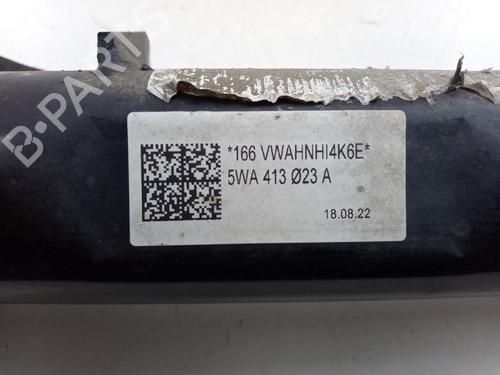 *166 VWAHNHI4K6E*
5WA 413 Ø23 A
18.08.22
B-PARTS